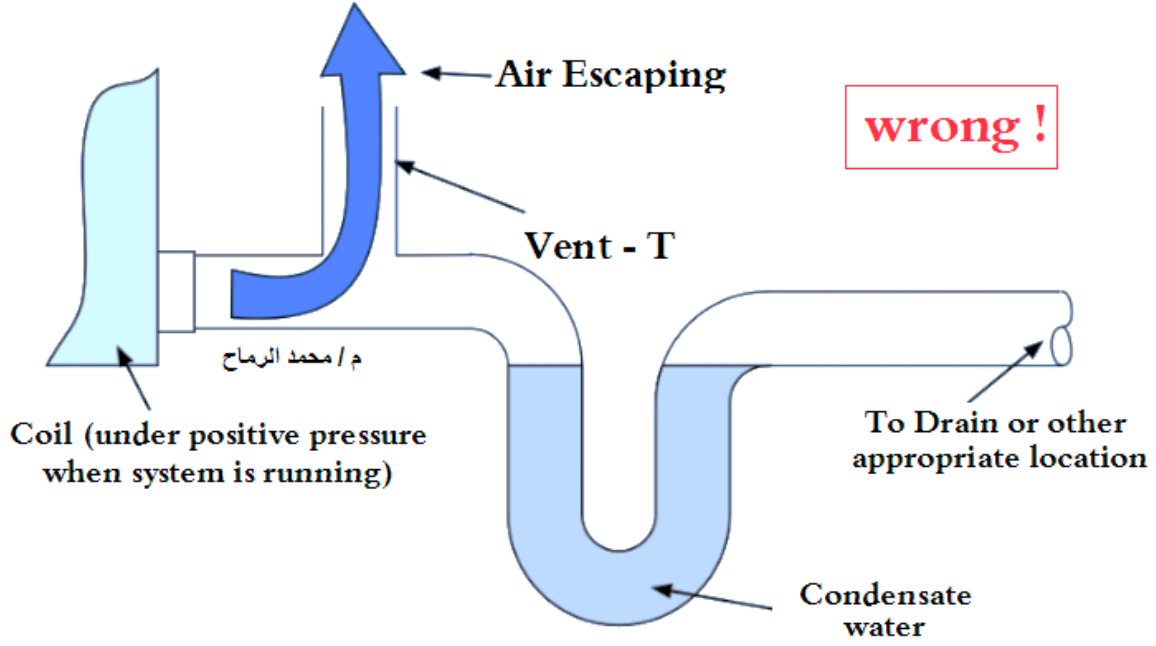 Air Escaping
wrong !
Vent - T
م / محمد الرماح
Coil (under positive pressure
when system is running)
To Drain or other
appropriate location
Condensate
water